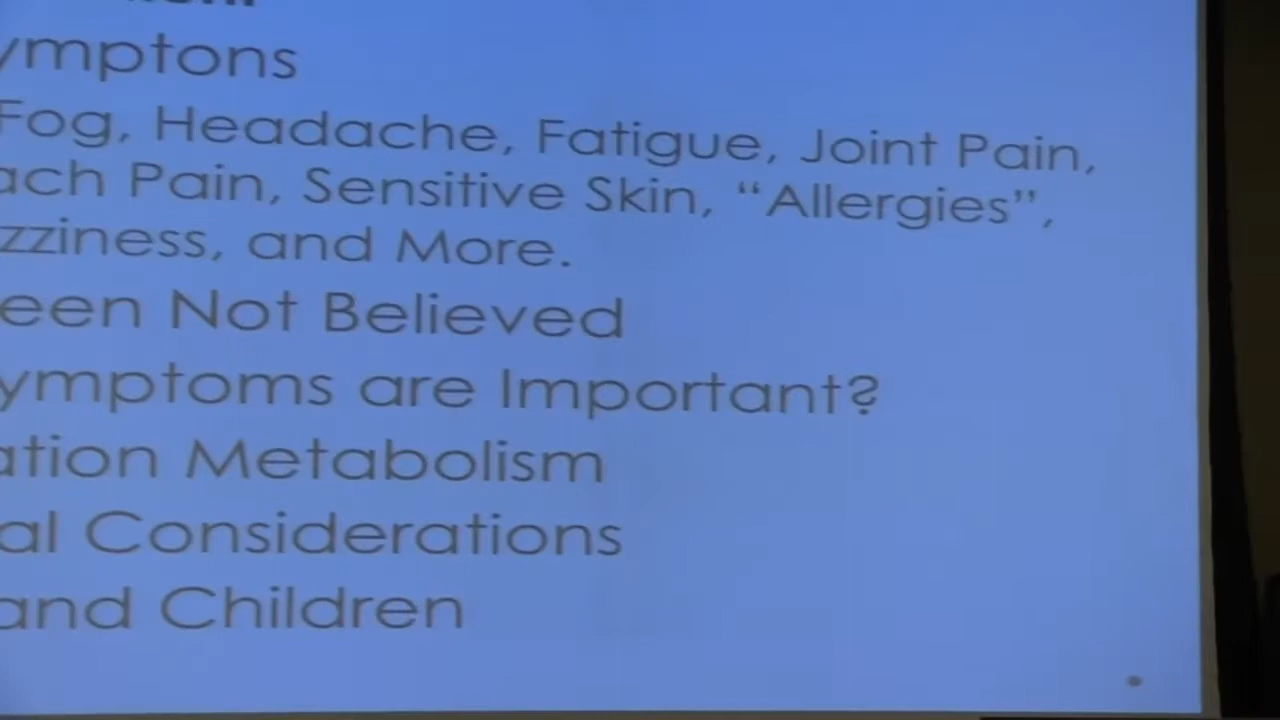 ymptons
Fog, Headache, Fatigue, Joint Pain,
ach Pain, Sensitive Skin, “Allergies”,
zziness, and More.
een Not Believed
ymptoms are Important?
ation Metabolism
al Considerations
and Children